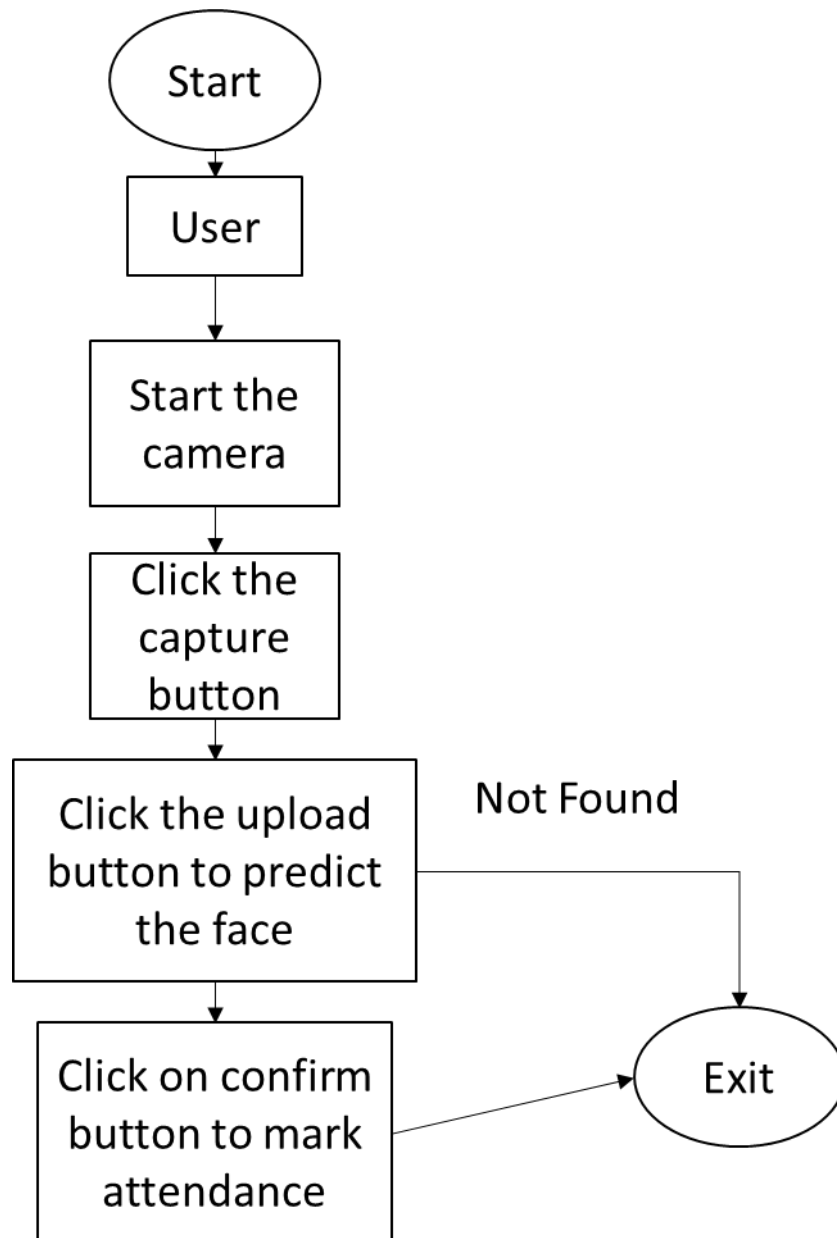 Start
User
Start the
camera
Click the
capture
button
Click the upload
button to predict
the face
Not Found
Click on confirm
button to mark
attendance
Exit